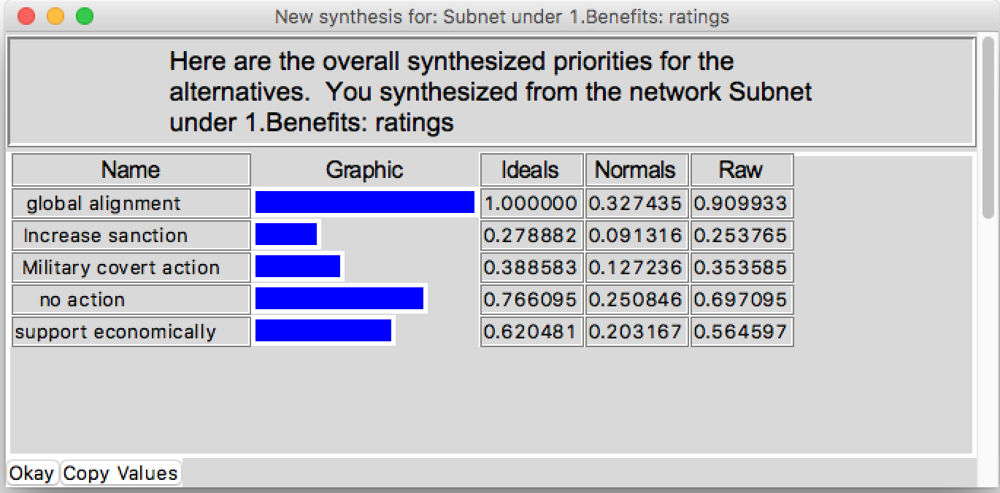 New synthesis for: Subnet under 1.Benefits: ratings
Here are the overall synthesized priorities for the
alternatives.  You synthesized from the network Subnet
under 1.Benefits: ratings
Name Graphic Ideals Normals Raw
global alignment 1.000000 0.327435 0.909933
Increase sanction 0.278882 0.091316 0.253765
Military covert action 0.388583 0.127236 0.353585
no action 0.766095 0.250846 0.697095
support economically 0.620481 0.203167 0.564597
Okay Copy Values